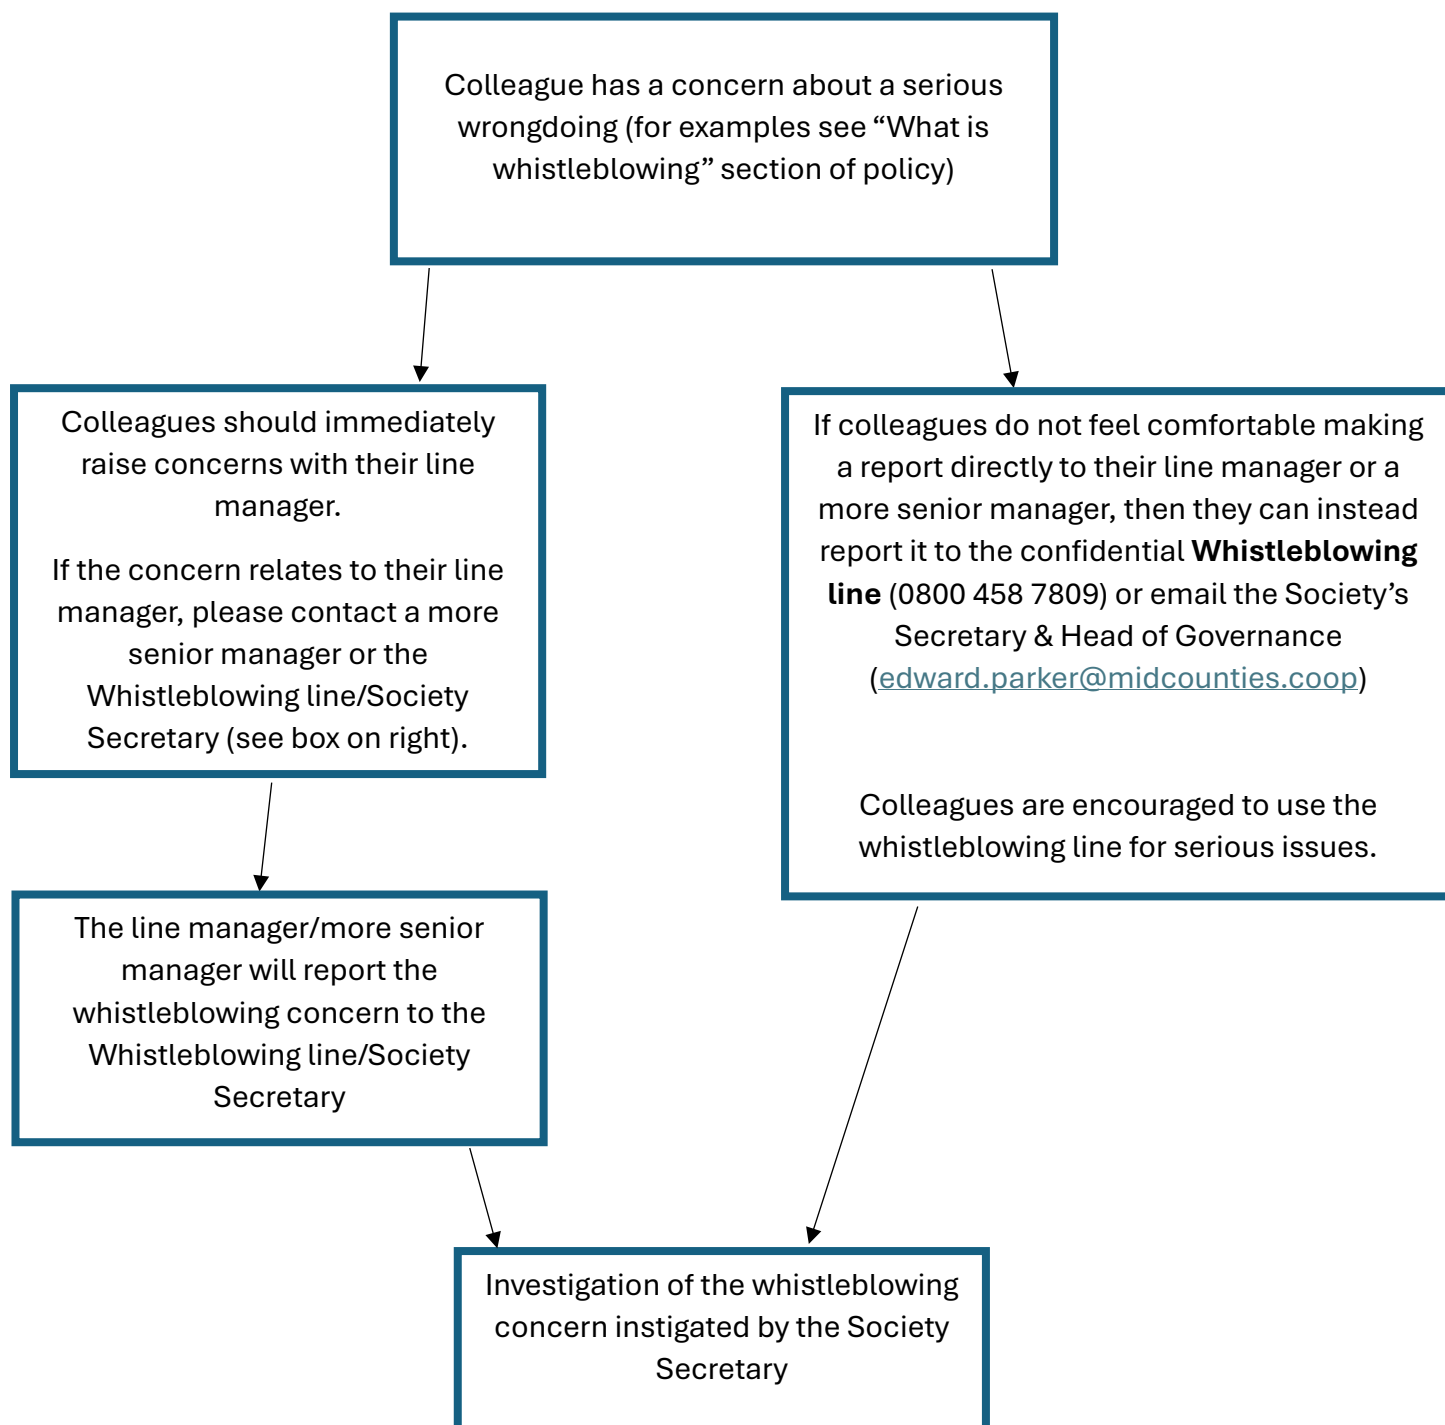 Colleague has a concern about a serious
wrongdoing (for examples see “What is
whistleblowing” section of policy)
Colleagues should immediately
raise concerns with their line
manager.
If the concern relates to their line
manager, please contact a more
senior manager or the
Whistleblowing line/Society
Secretary (see box on right).
If colleagues do not feel comfortable making
a report directly to their line manager or a
more senior manager, then they can instead
report it to the confidential Whistleblowing
line (0800 458 7809) or email the Society’s
Secretary & Head of Governance
(edward.parker@midcounties.coop)
Colleagues are encouraged to use the
whistleblowing line for serious issues.
The line manager/more senior
manager will report the
whistleblowing concern to the
Whistleblowing line/Society
Secretary
Investigation of the whistleblowing
concern instigated by the Society
Secretary